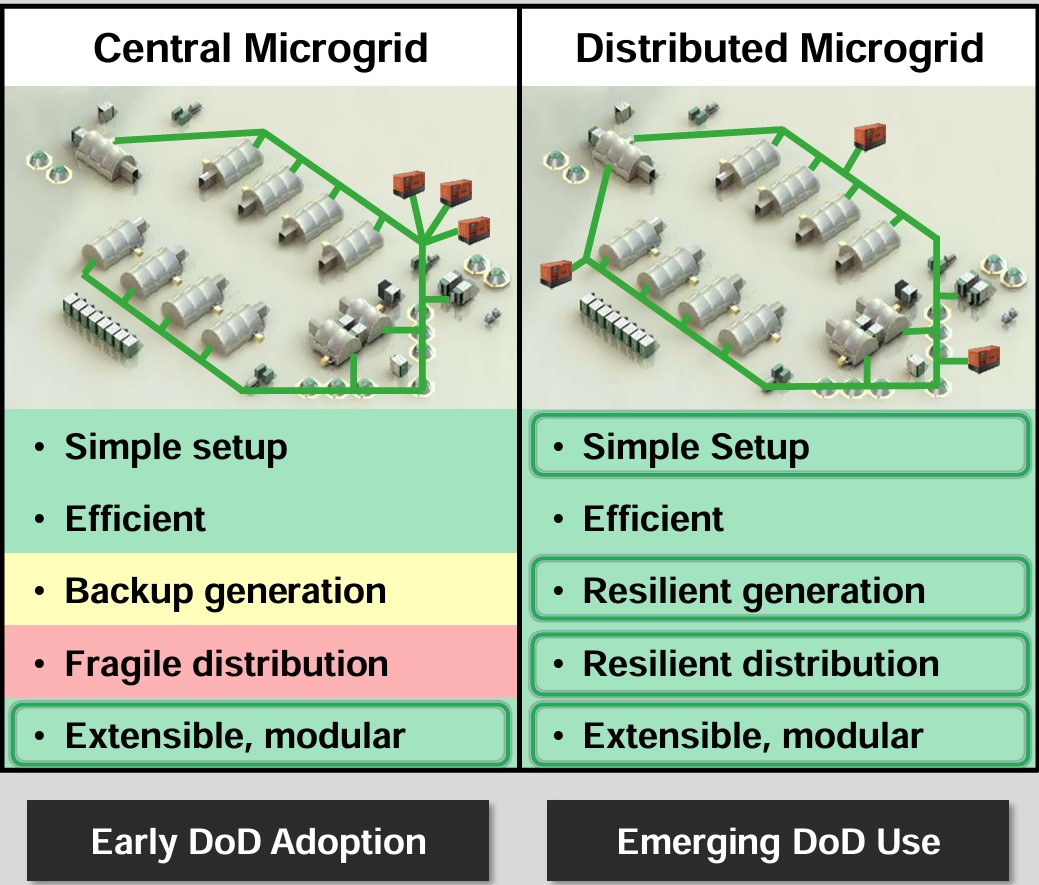 Central Microgrid
Distributed Microgrid
• Simple setup
• Efficient
• Backup generation
• Fragile distribution
• Extensible, modular
• Simple Setup
• Efficient
• Resilient generation
• Resilient distribution
• Extensible, modular
Early DoD Adoption
Emerging DoD Use